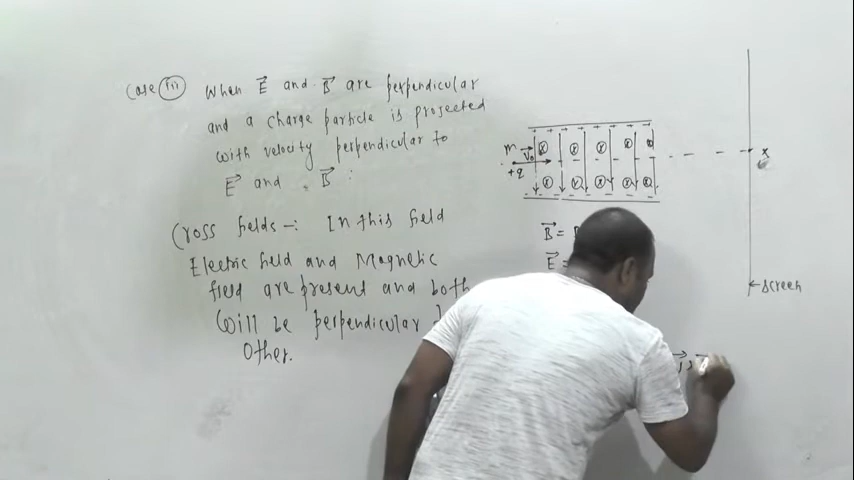 Case (iii) When E⃗ and B⃗ are perpendicular
and a charge particle is projected
with velocity perpendicular to
E⃗ and B⃗ :
Cross fields -: In this field
Electric field and Magnetic
field are present and both
will be perpendicular
Other.
m
V₀
+q
x
B⃗ =
E⃗ =
← screen